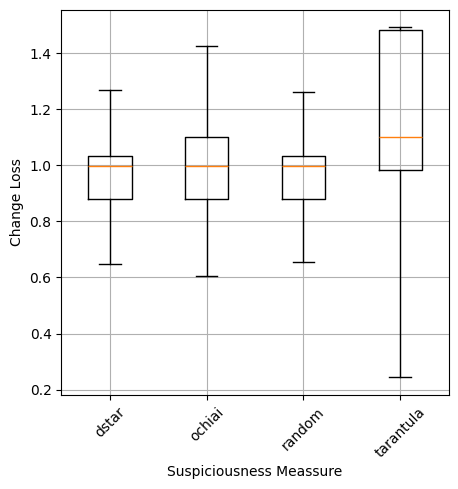 1.4
1.2
1.0
0.8
0.6
0.4
0.2
Change Loss
dstar
ochiai
random
tarantula
Suspiciousness Meassure